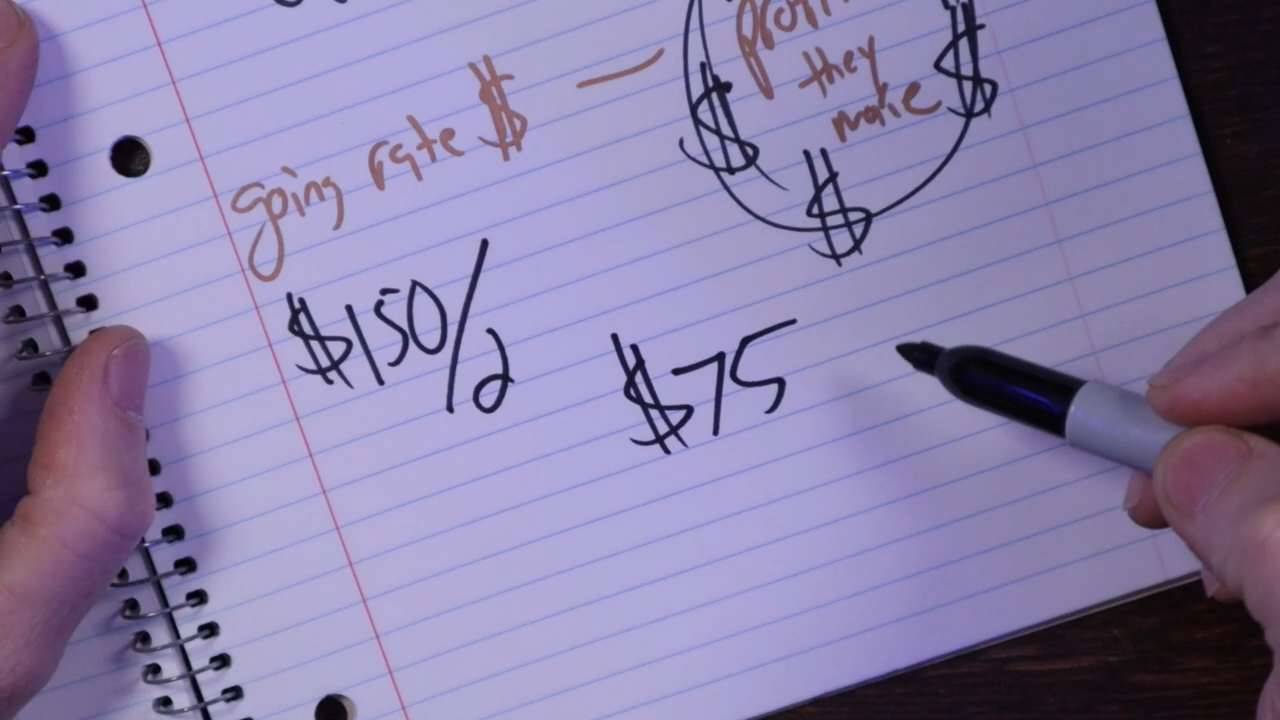 going rate $ —
they
make
$ $ $
$150/2 $75